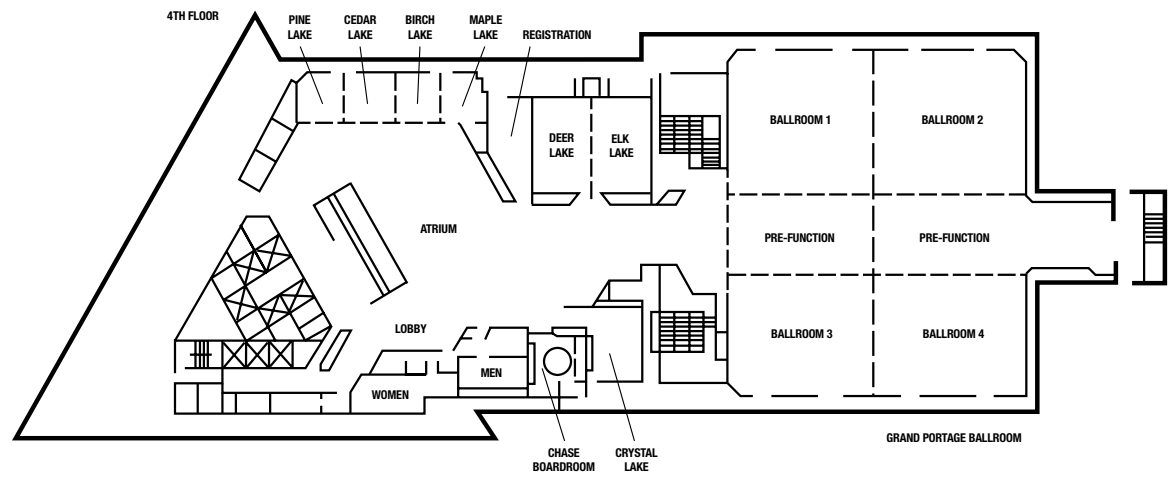 4TH FLOOR
PINE
LAKE
CEDAR
LAKE
BIRCH
LAKE
MAPLE
LAKE
REGISTRATION
DEER
LAKE
ELK
LAKE
BALLROOM 1
BALLROOM 2
ATRIUM
PRE-FUNCTION
PRE-FUNCTION
LOBBY
BALLROOM 3
BALLROOM 4
MEN
WOMEN
CHASE
BOARDROOM
CRYSTAL
LAKE
GRAND PORTAGE BALLROOM